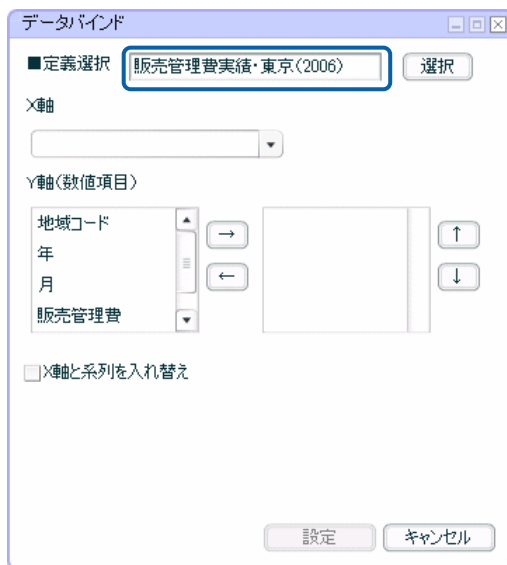 データバインド
■定義選択 販売管理費実績・東京(2006) 選択
X軸
Y軸(数値項目)
地域コード
年
月
販売管理費
→
←
↑
↓
X軸と系列を入れ替え
設定 キャンセル